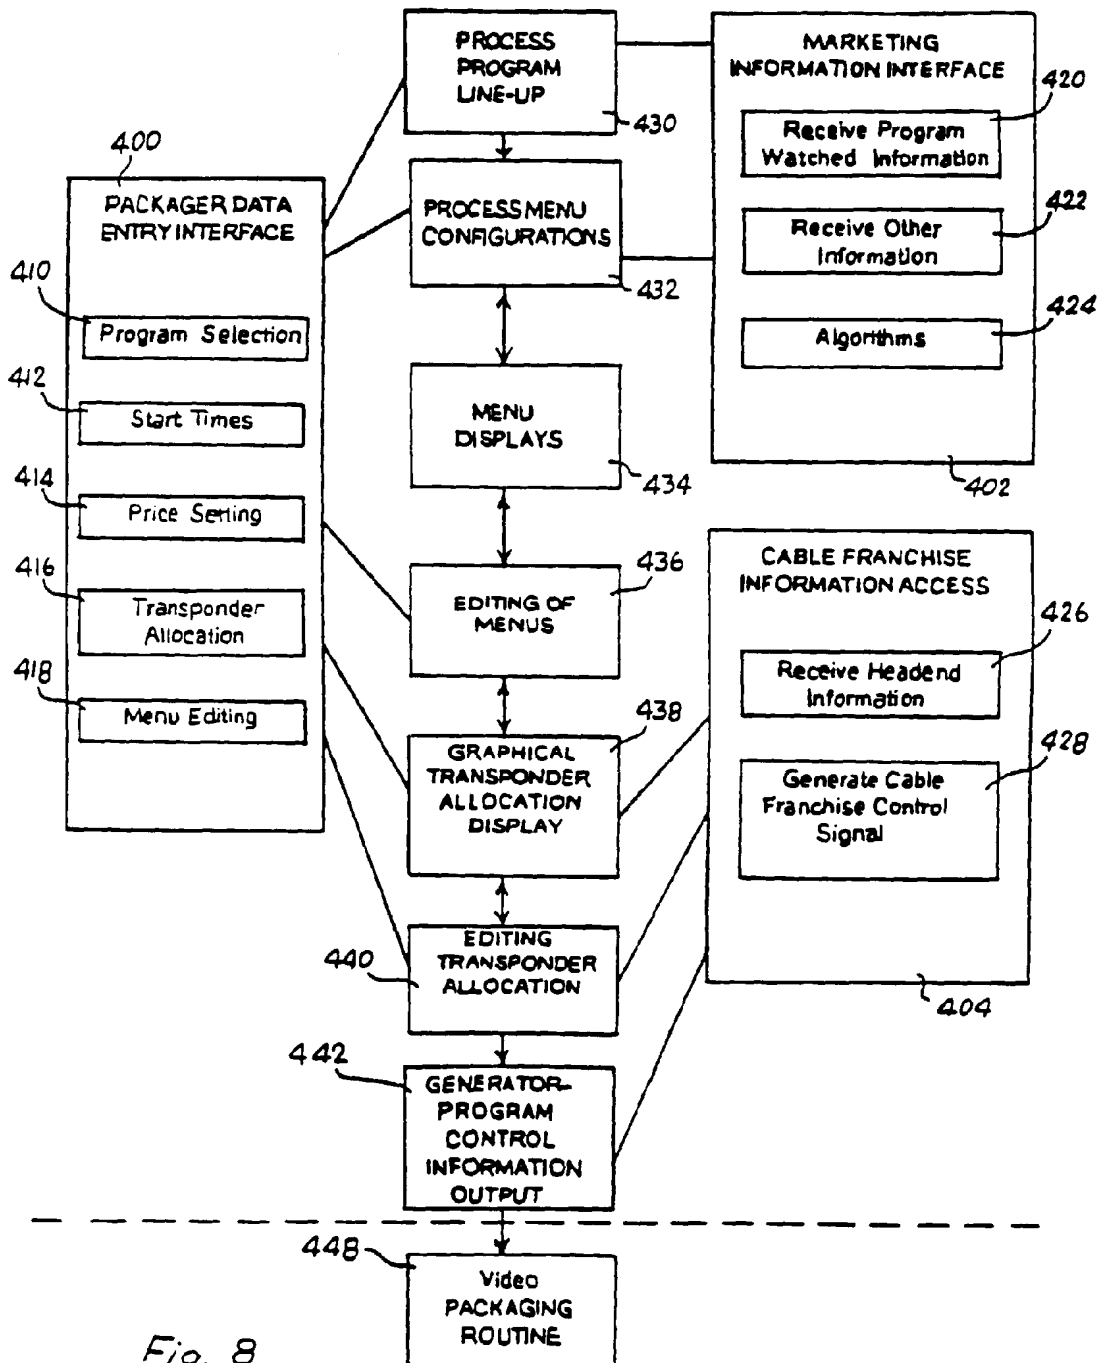 PROCESS
PROGRAM
LINE-UP
430
MARKETING
INFORMATION INTERFACE
420
Receive Program
Watched Information
422
Receive Other
Information
424
Algorithms
402
400
PACKAGER DATA
ENTRY INTERFACE
410
Program Selection
412
Start Times
414
Price Setting
416
Transponder
Allocation
418
Menu Editing
PROCESS MENU
CONFIGURATIONS
432
MENU
DISPLAYS
434
436
EDITING OF
MENUS
438
GRAPHICAL
TRANSPONDER
ALLOCATION
DISPLAY
CABLE FRANCHISE
INFORMATION ACCESS
426
Receive Headend
Information
428
Generate Cable
Franchise Control
Signal
404
440
EDITING
TRANSPONDER
ALLOCATION
442
GENERATOR-
PROGRAM
CONTROL
INFORMATION
OUTPUT
448
Video
PACKAGING
ROUTINE
Fig. 8